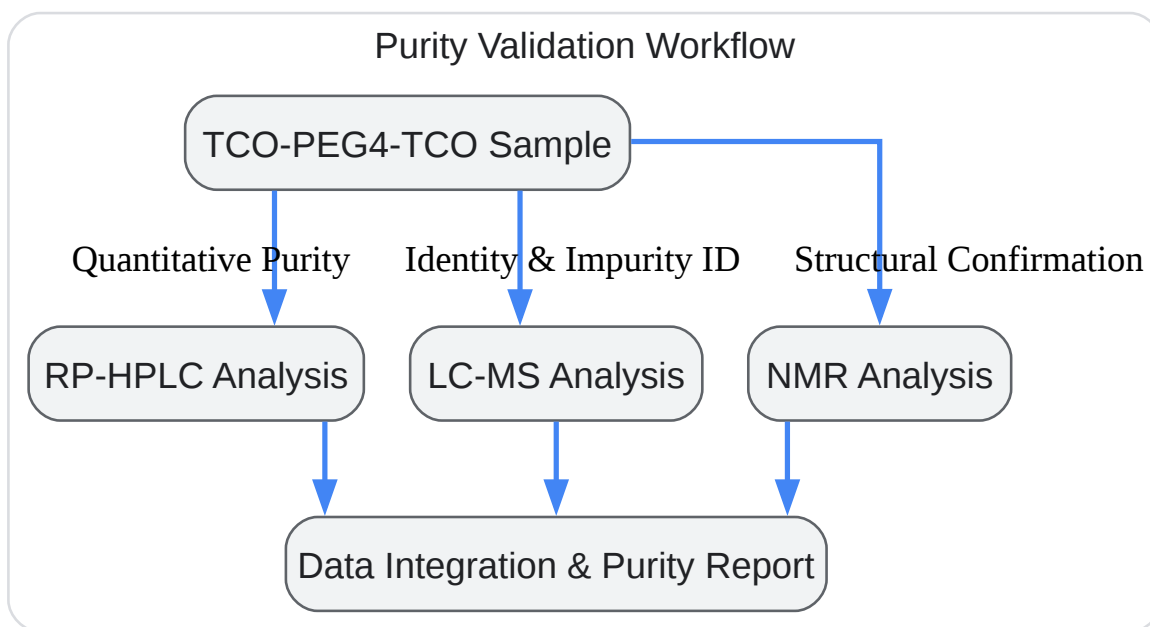 Purity Validation Workflow
TCO-PEG4-TCO Sample
Quantitative Purity
Identity & Impurity ID
Structural Confirmation
RP-HPLC Analysis
LC-MS Analysis
NMR Analysis
Data Integration & Purity Report